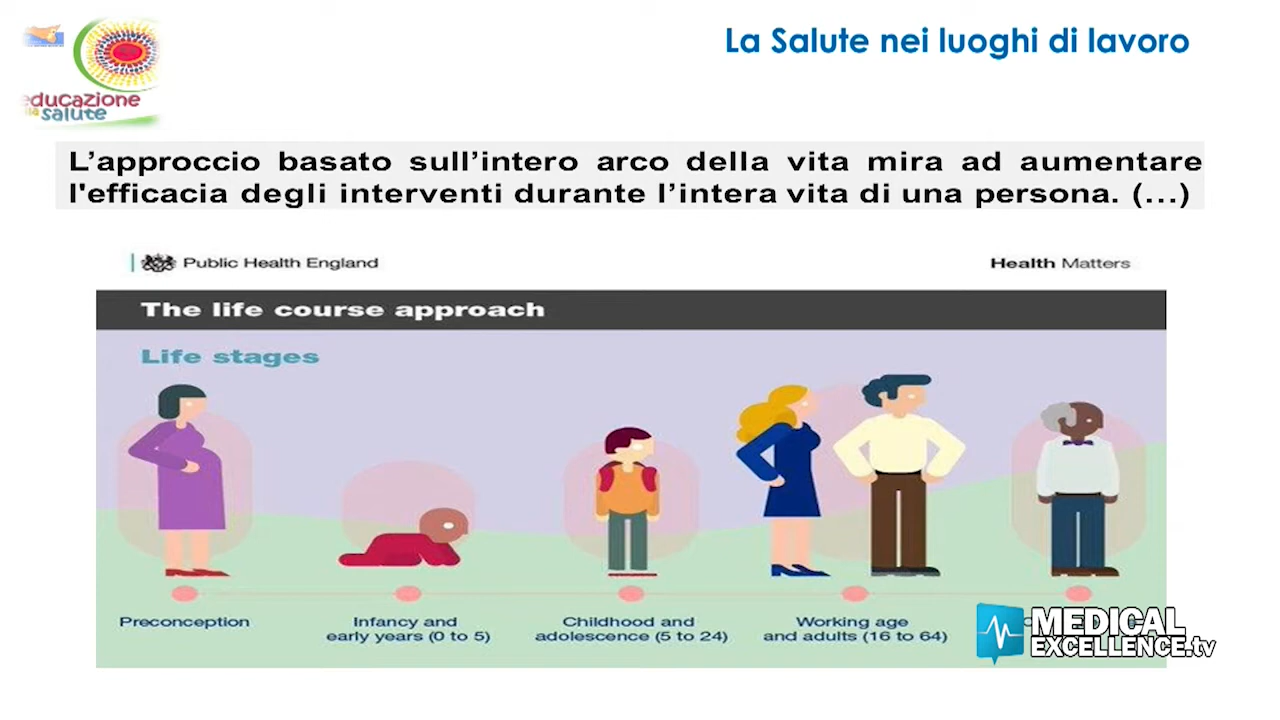 La Salute nei luoghi di lavoro
educazione
alla salute
L’approccio basato sull’intero arco della vita mira ad aumentare
l'efficacia degli interventi durante l’intera vita di una persona. (...)
Public Health England
Health Matters
The life course approach
Life stages
Preconception
Infancy and
early years (0 to 5)
Childhood and
adolescence (5 to 24)
Working age
and adults (16 to 64)
MEDICAL
EXCELLENCE.tv